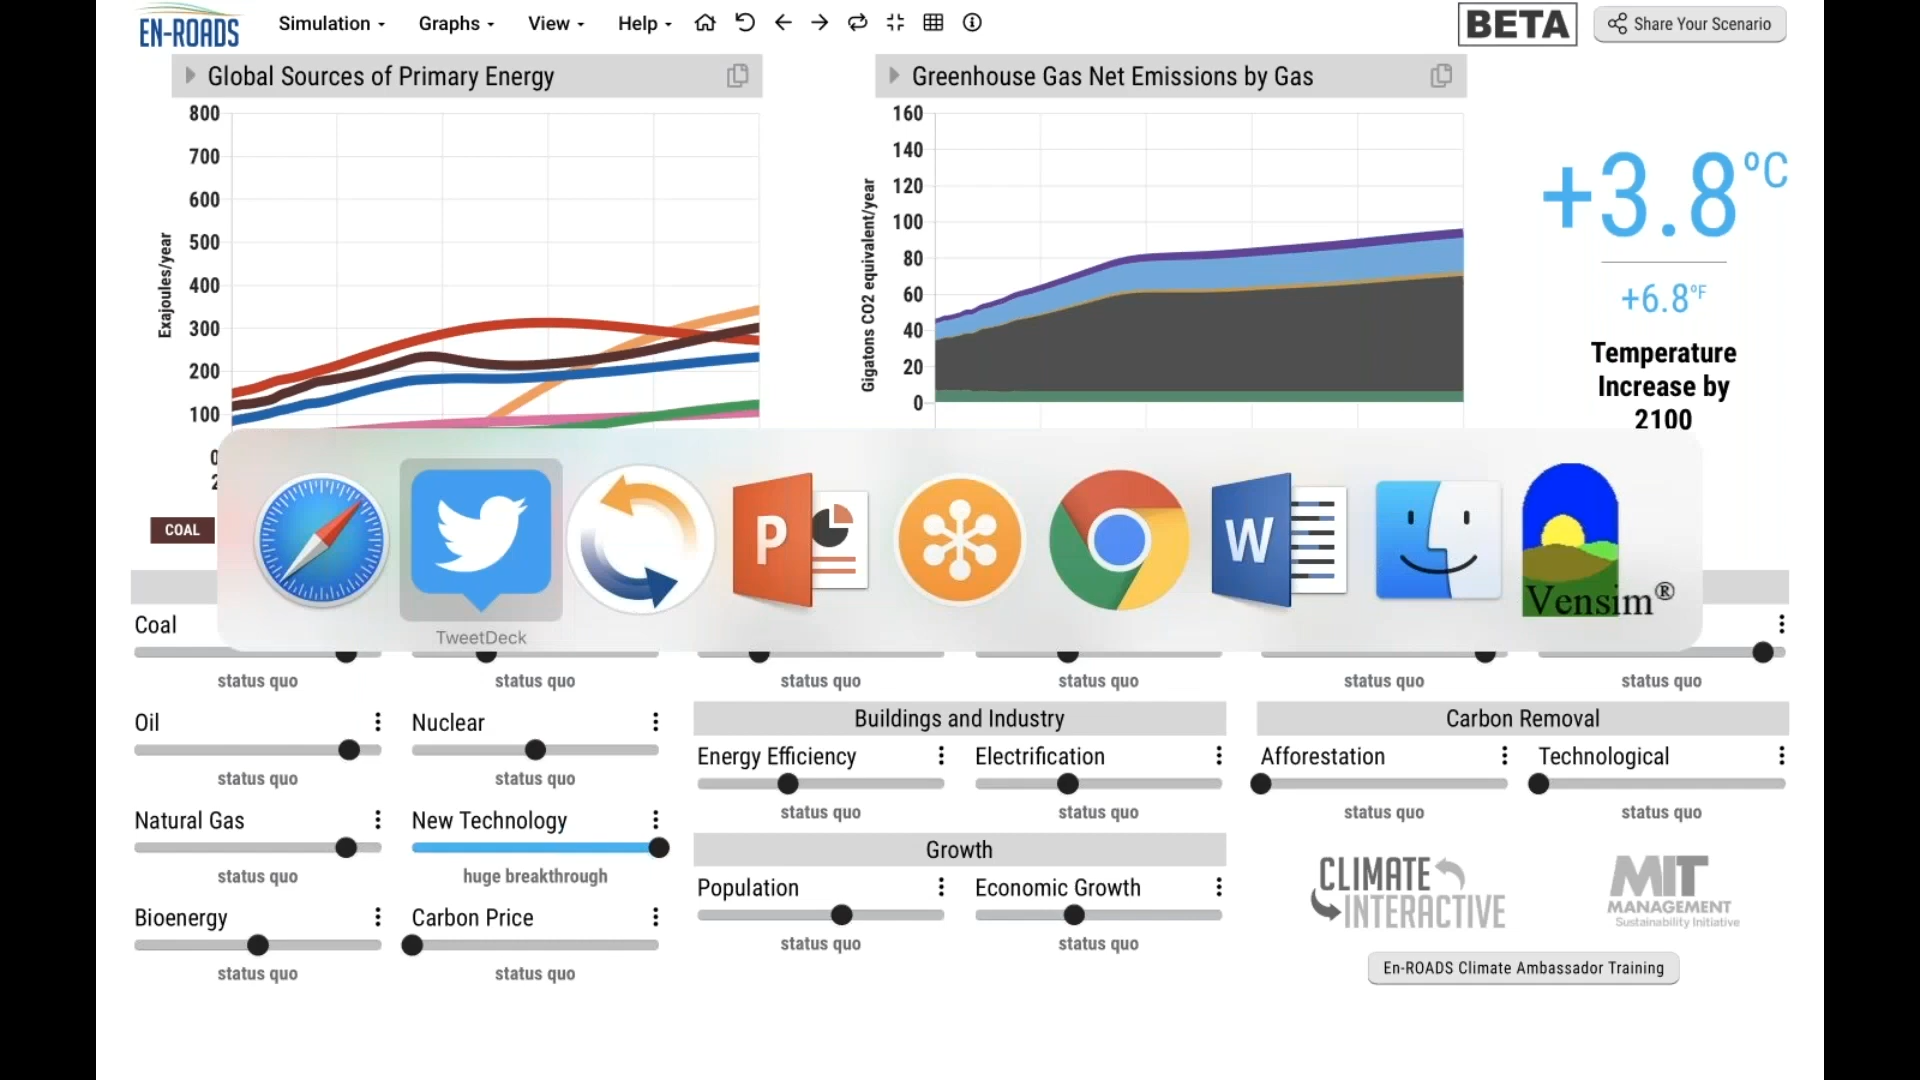 EN-ROADS
Simulation
Graphs
View
Help
BETA
Share Your Scenario
Global Sources of Primary Energy
Greenhouse Gas Net Emissions by Gas
800
700
600
500
400
300
200
100
0
2
Exajoules/year
160
140
120
100
80
60
40
20
0
Gigatons CO2 equivalent/year
+3.8°C
+6.8°F
Temperature
Increase by
2100
COAL
P
W
Vensim®
TweetDeck
Coal
status quo
status quo
status quo
status quo
status quo
status quo
Oil
status quo
Nuclear
status quo
Buildings and Industry
Energy Efficiency
status quo
Electrification
status quo
Carbon Removal
Afforestation
status quo
Technological
status quo
Natural Gas
status quo
New Technology
huge breakthrough
Growth
Population
status quo
Economic Growth
status quo
Bioenergy
status quo
Carbon Price
status quo
CLIMATE
INTERACTIVE
MIT
MANAGEMENT
Sustainability Initiative
En-ROADS Climate Ambassador Training